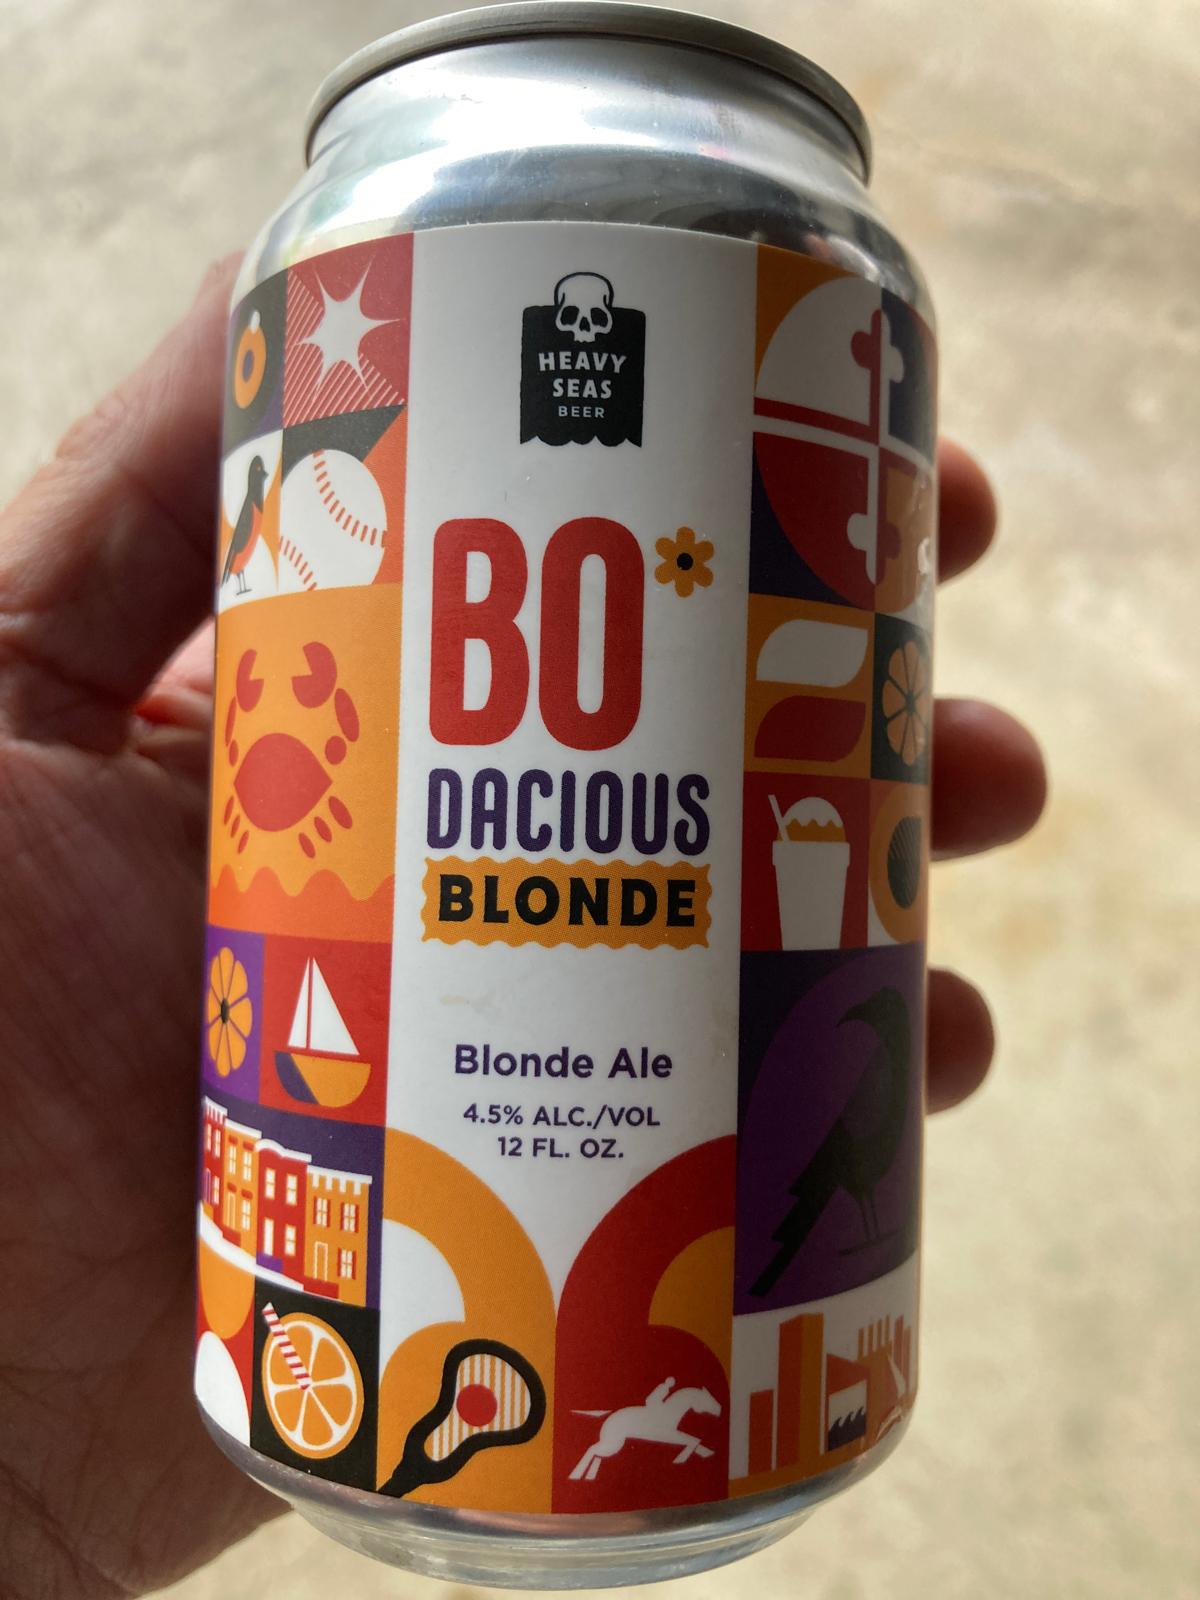 HEAVY
SEAS
BEER
BO
DACIOUS
BLONDE
Blonde Ale
4.5% ALC./VOL
12 FL. OZ.